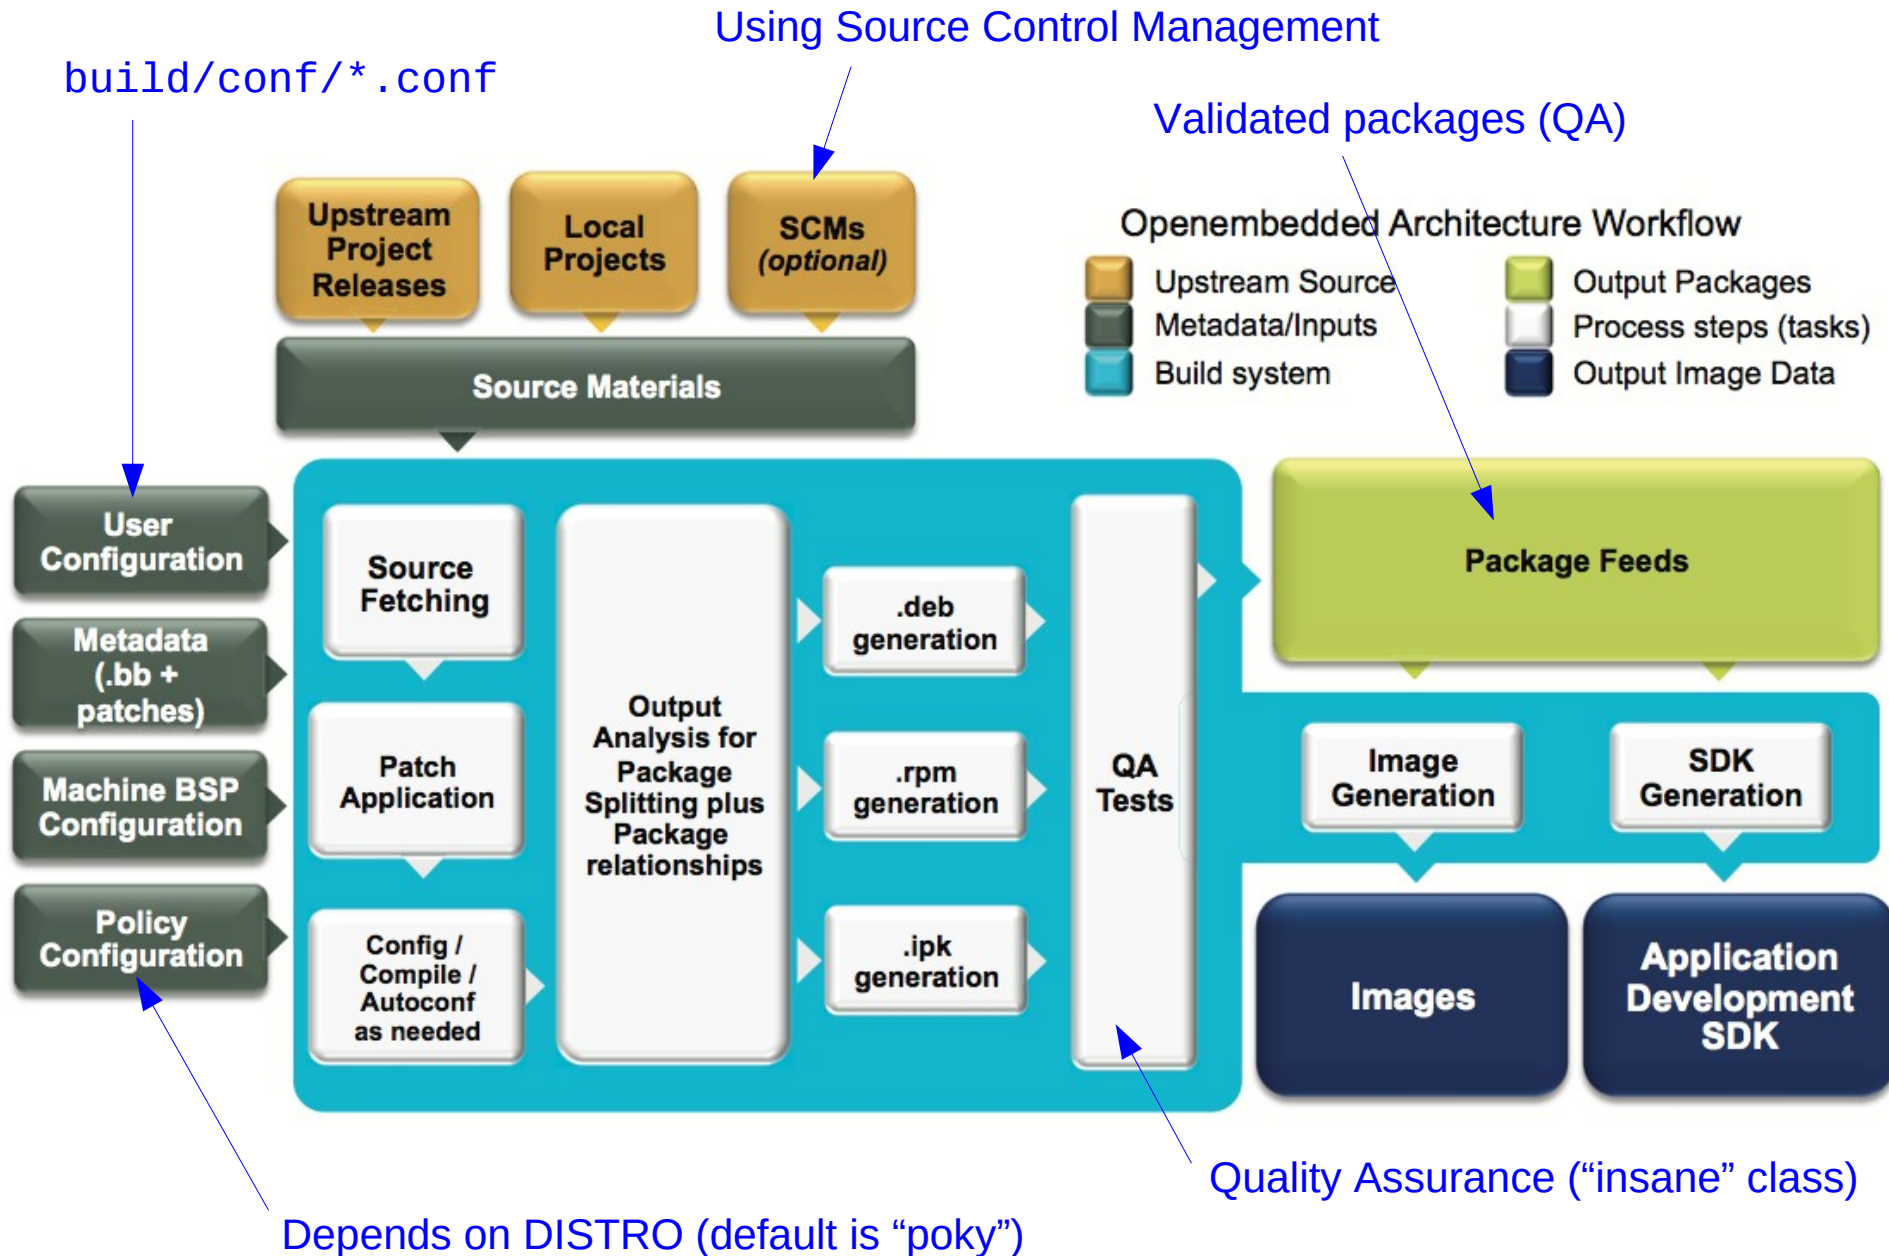 Using Source Control Management
build/conf/*.conf
Validated packages (QA)
Upstream
Project
Releases
Local
Projects
SCMs
(optional)
Openembedded Architecture Workflow
Upstream Source
Metadata/Inputs
Build system
Output Packages
Process steps (tasks)
Output Image Data
Source Materials
User
Configuration
Metadata
(.bb +
patches)
Machine BSP
Configuration
Policy
Configuration
Source
Fetching
Patch
Application
Config /
Compile /
Autoconf
as needed
Output
Analysis for
Package
Splitting plus
Package
relationships
.deb
generation
.rpm
generation
.ipk
generation
QA
Tests
Package Feeds
Image
Generation
SDK
Generation
Images
Application
Development
SDK
Quality Assurance (“insane” class)
Depends on DISTRO (default is “poky”)